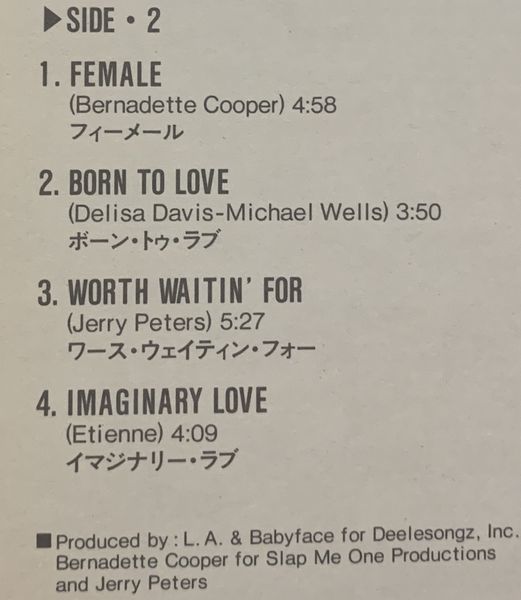 ▶SIDE・2
1. FEMALE
(Bernadette Cooper) 4:58
フィーメール
2. BORN TO LOVE
(Delisa Davis-Michael Wells) 3:50
ボーン・トゥ・ラブ
3. WORTH WAITIN' FOR
(Jerry Peters) 5:27
ワース・ウェイティン・フォー
4. IMAGINARY LOVE
(Etienne) 4:09
イマジナリー・ラブ
■Produced by : L. A. & Babyface for Deelesongz, Inc.
Bernadette Cooper for Slap Me One Productions
and Jerry Peters